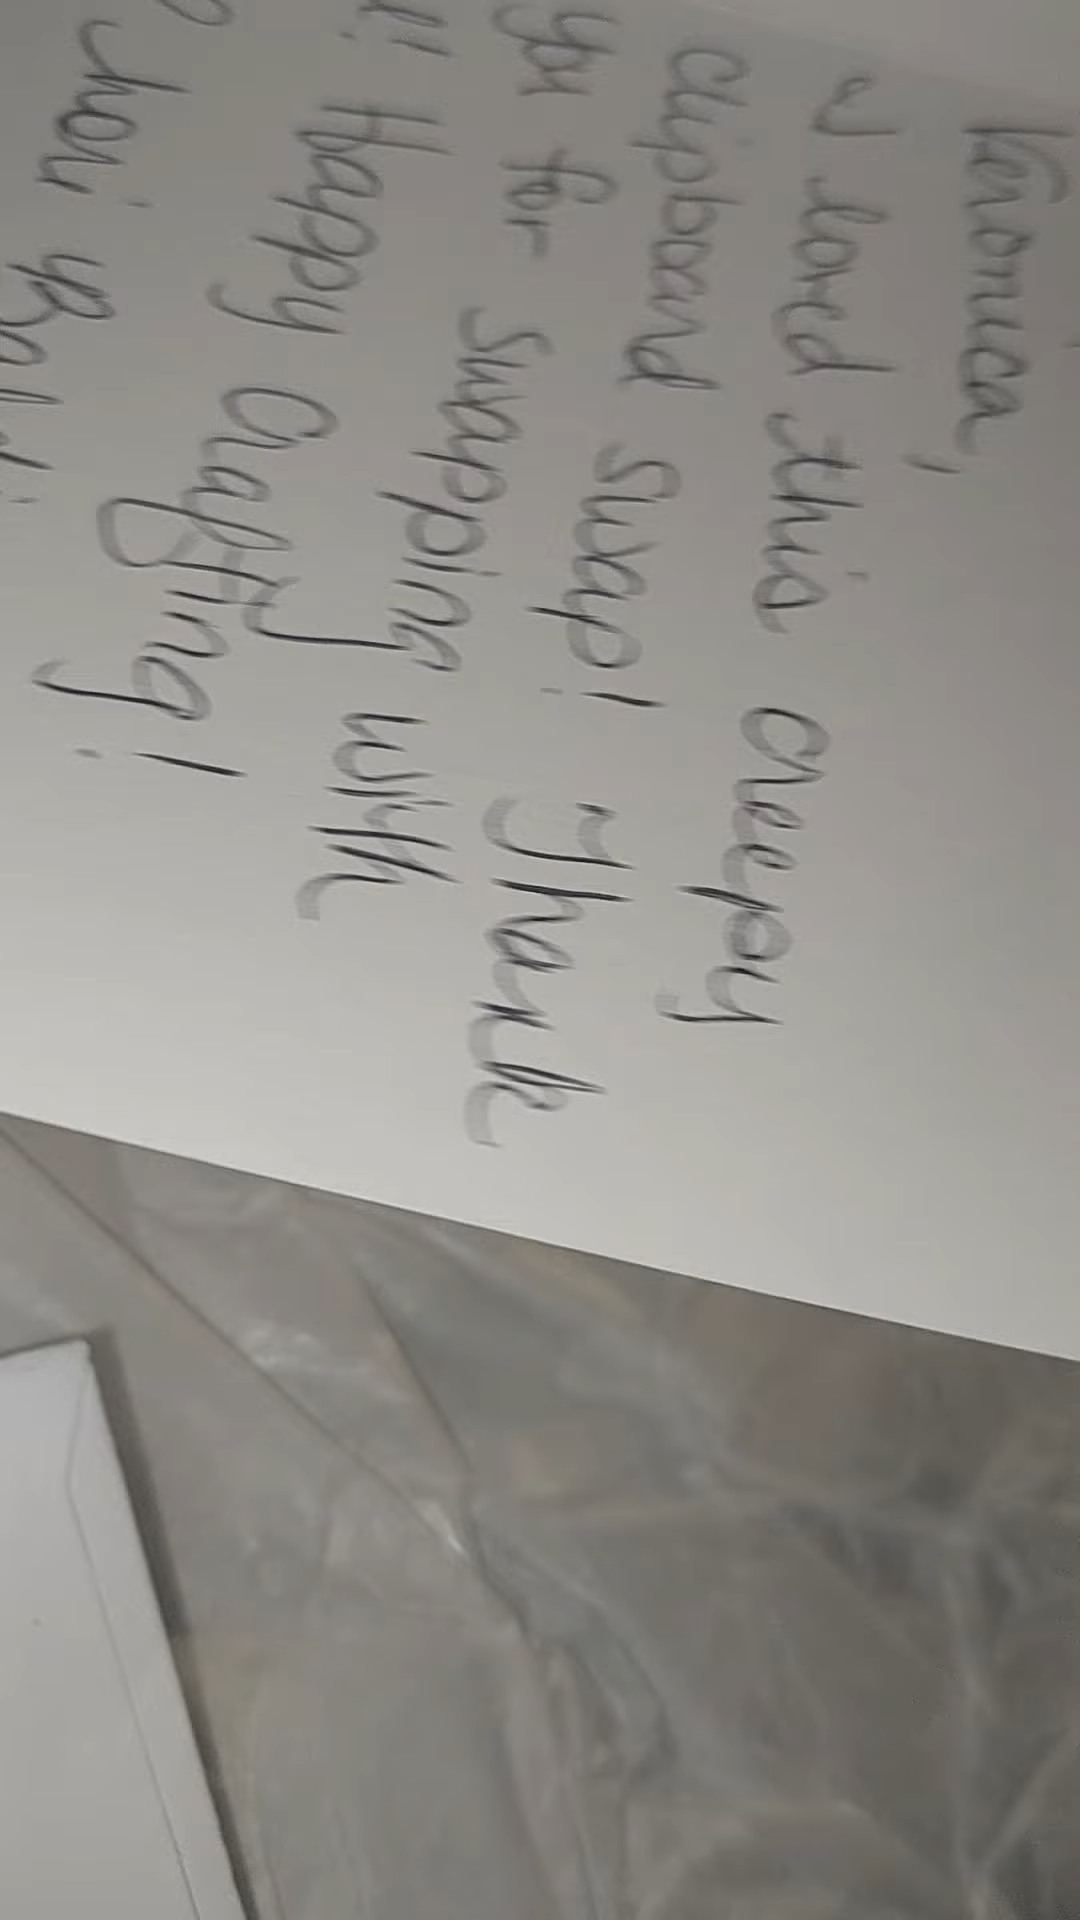 Veronica,
I loved this creepy
clipboard swap! Thank
you for swapping with
! Happy Crafting!